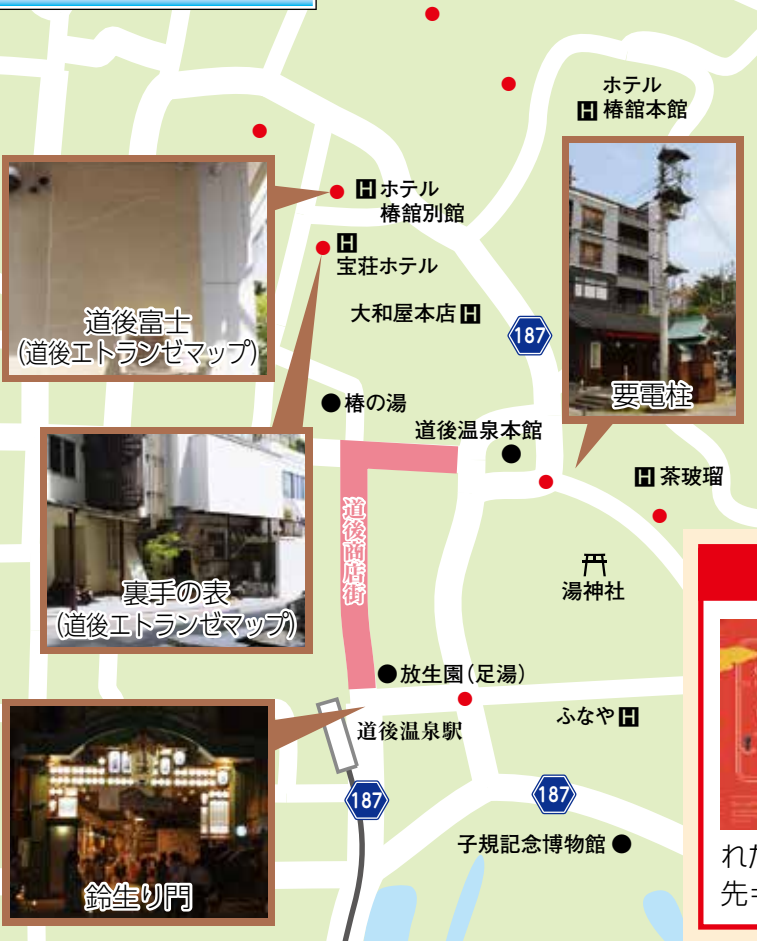 ホテル
椿館本館
ホテル
椿館別館
宝荘ホテル
大和屋本店
187
道後富士
(道後エトランゼマップ)
要電柱
椿の湯
道後温泉本館
茶玻瑠
道後商店街
湯神社
裏手の表
(道後エトランゼマップ)
放生園(足湯)
道後温泉駅
ふなや
187
187
子規記念博物館
鈴生り門
れた
先